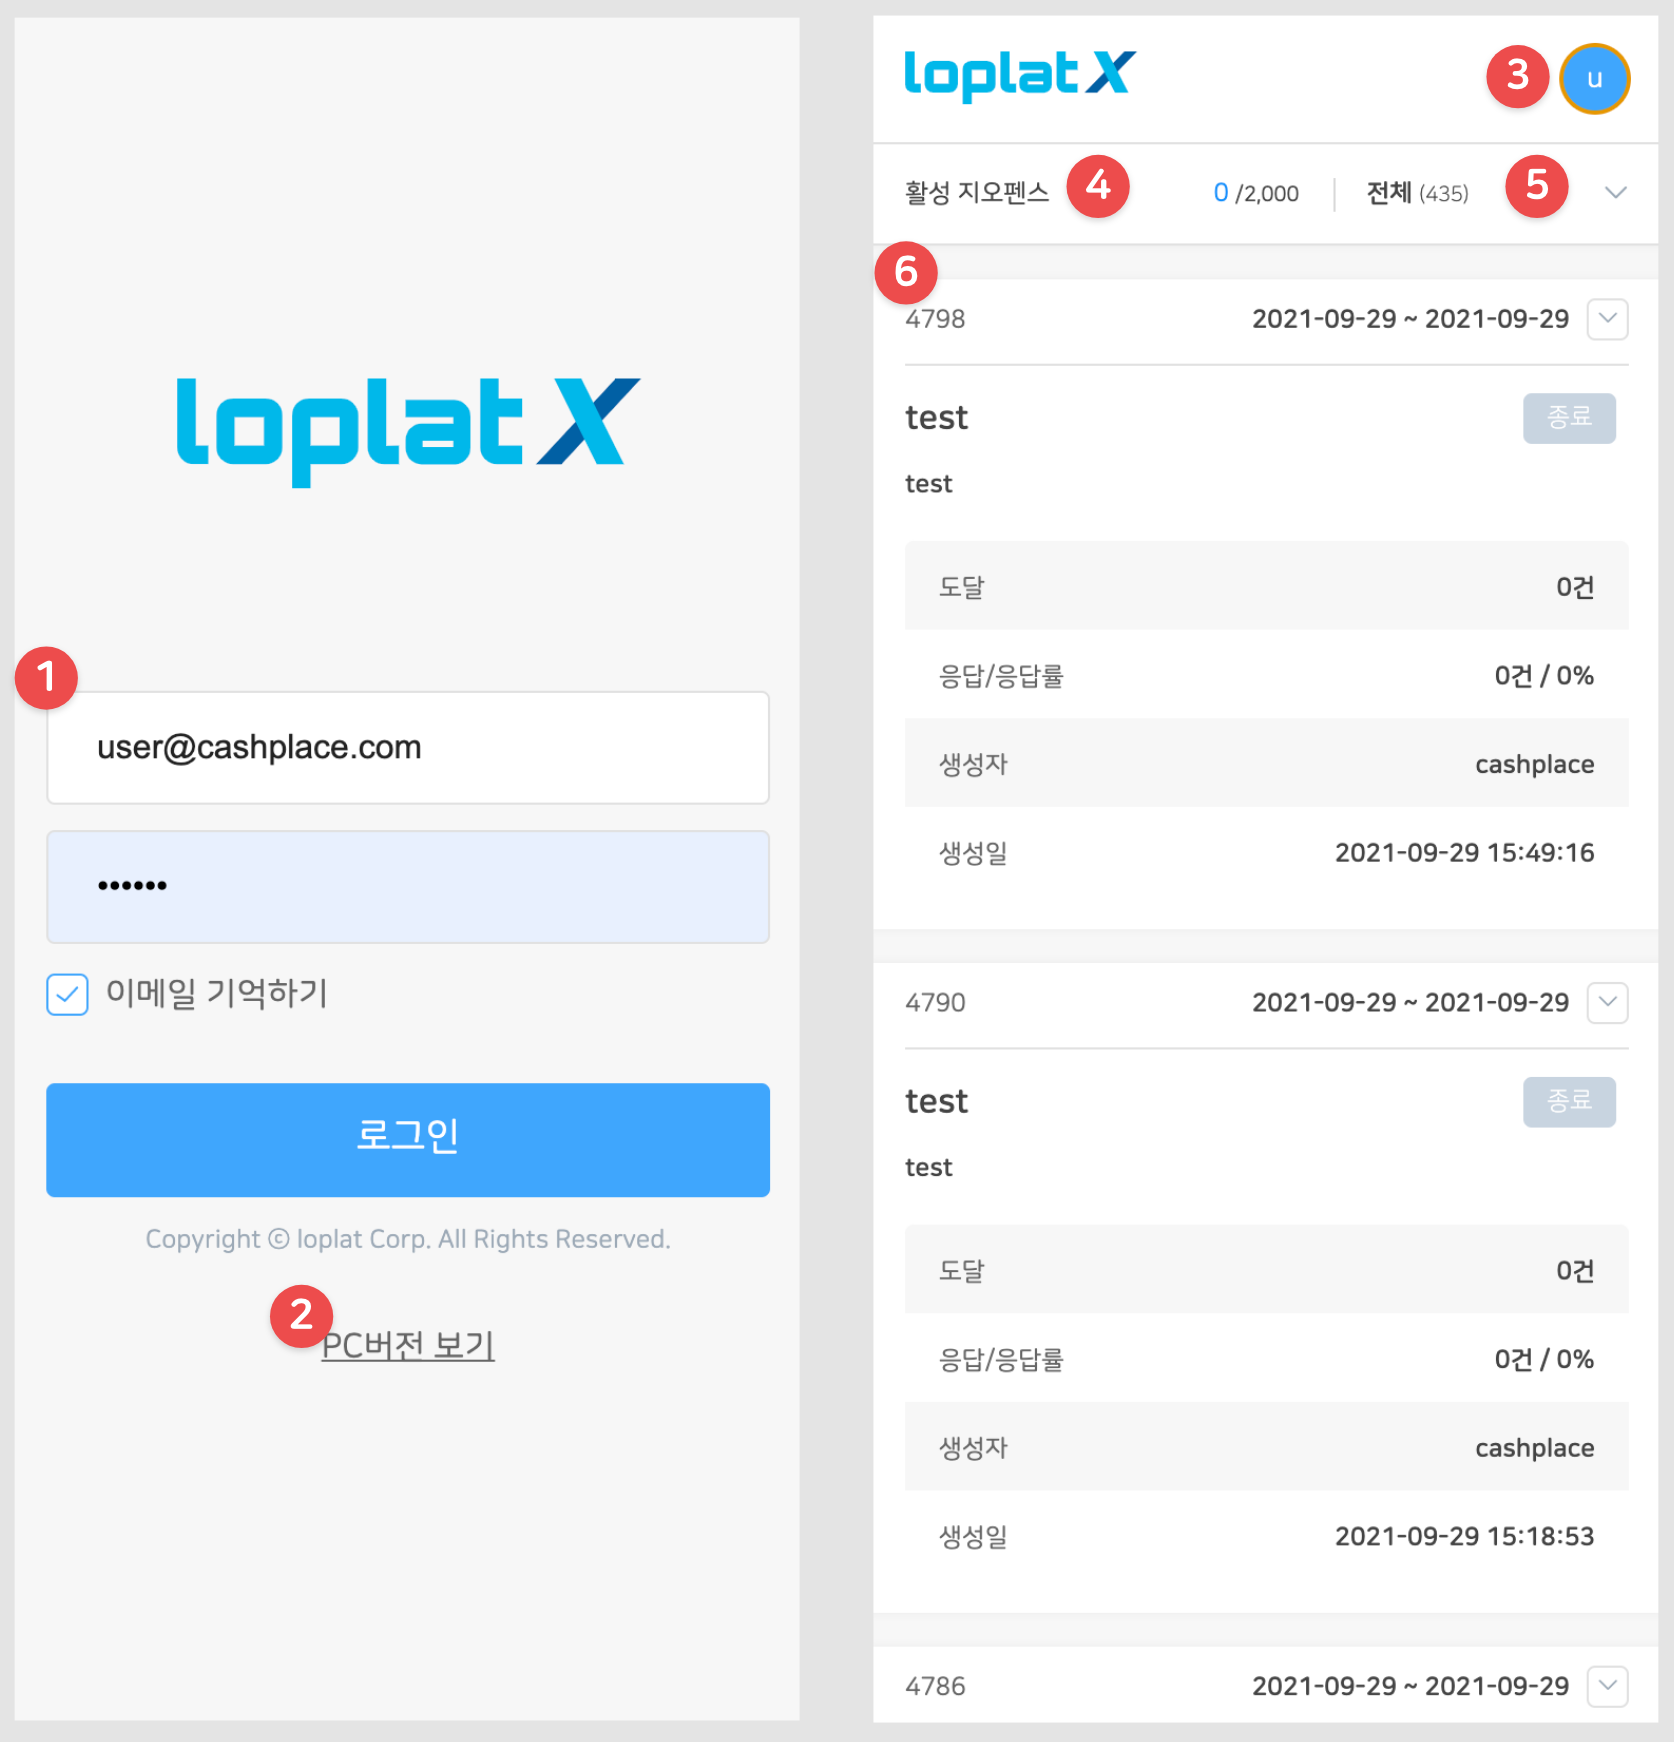 loplat X
1
user@cashplace.com
••••••
이메일 기억하기
로그인
Copyright ⓒ loplat Corp. All Rights Reserved.
2
PC버전 보기
loplat X
3
u
활성 지오펜스 4 0 /2,000 전체 (435) 5
6
4798 2021-09-29 ~ 2021-09-29
test 종료
test
도달 0건
응답/응답률 0건 / 0%
생성자 cashplace
생성일 2021-09-29 15:49:16
4790 2021-09-29 ~ 2021-09-29
test 종료
test
도달 0건
응답/응답률 0건 / 0%
생성자 cashplace
생성일 2021-09-29 15:18:53
4786 2021-09-29 ~ 2021-09-29